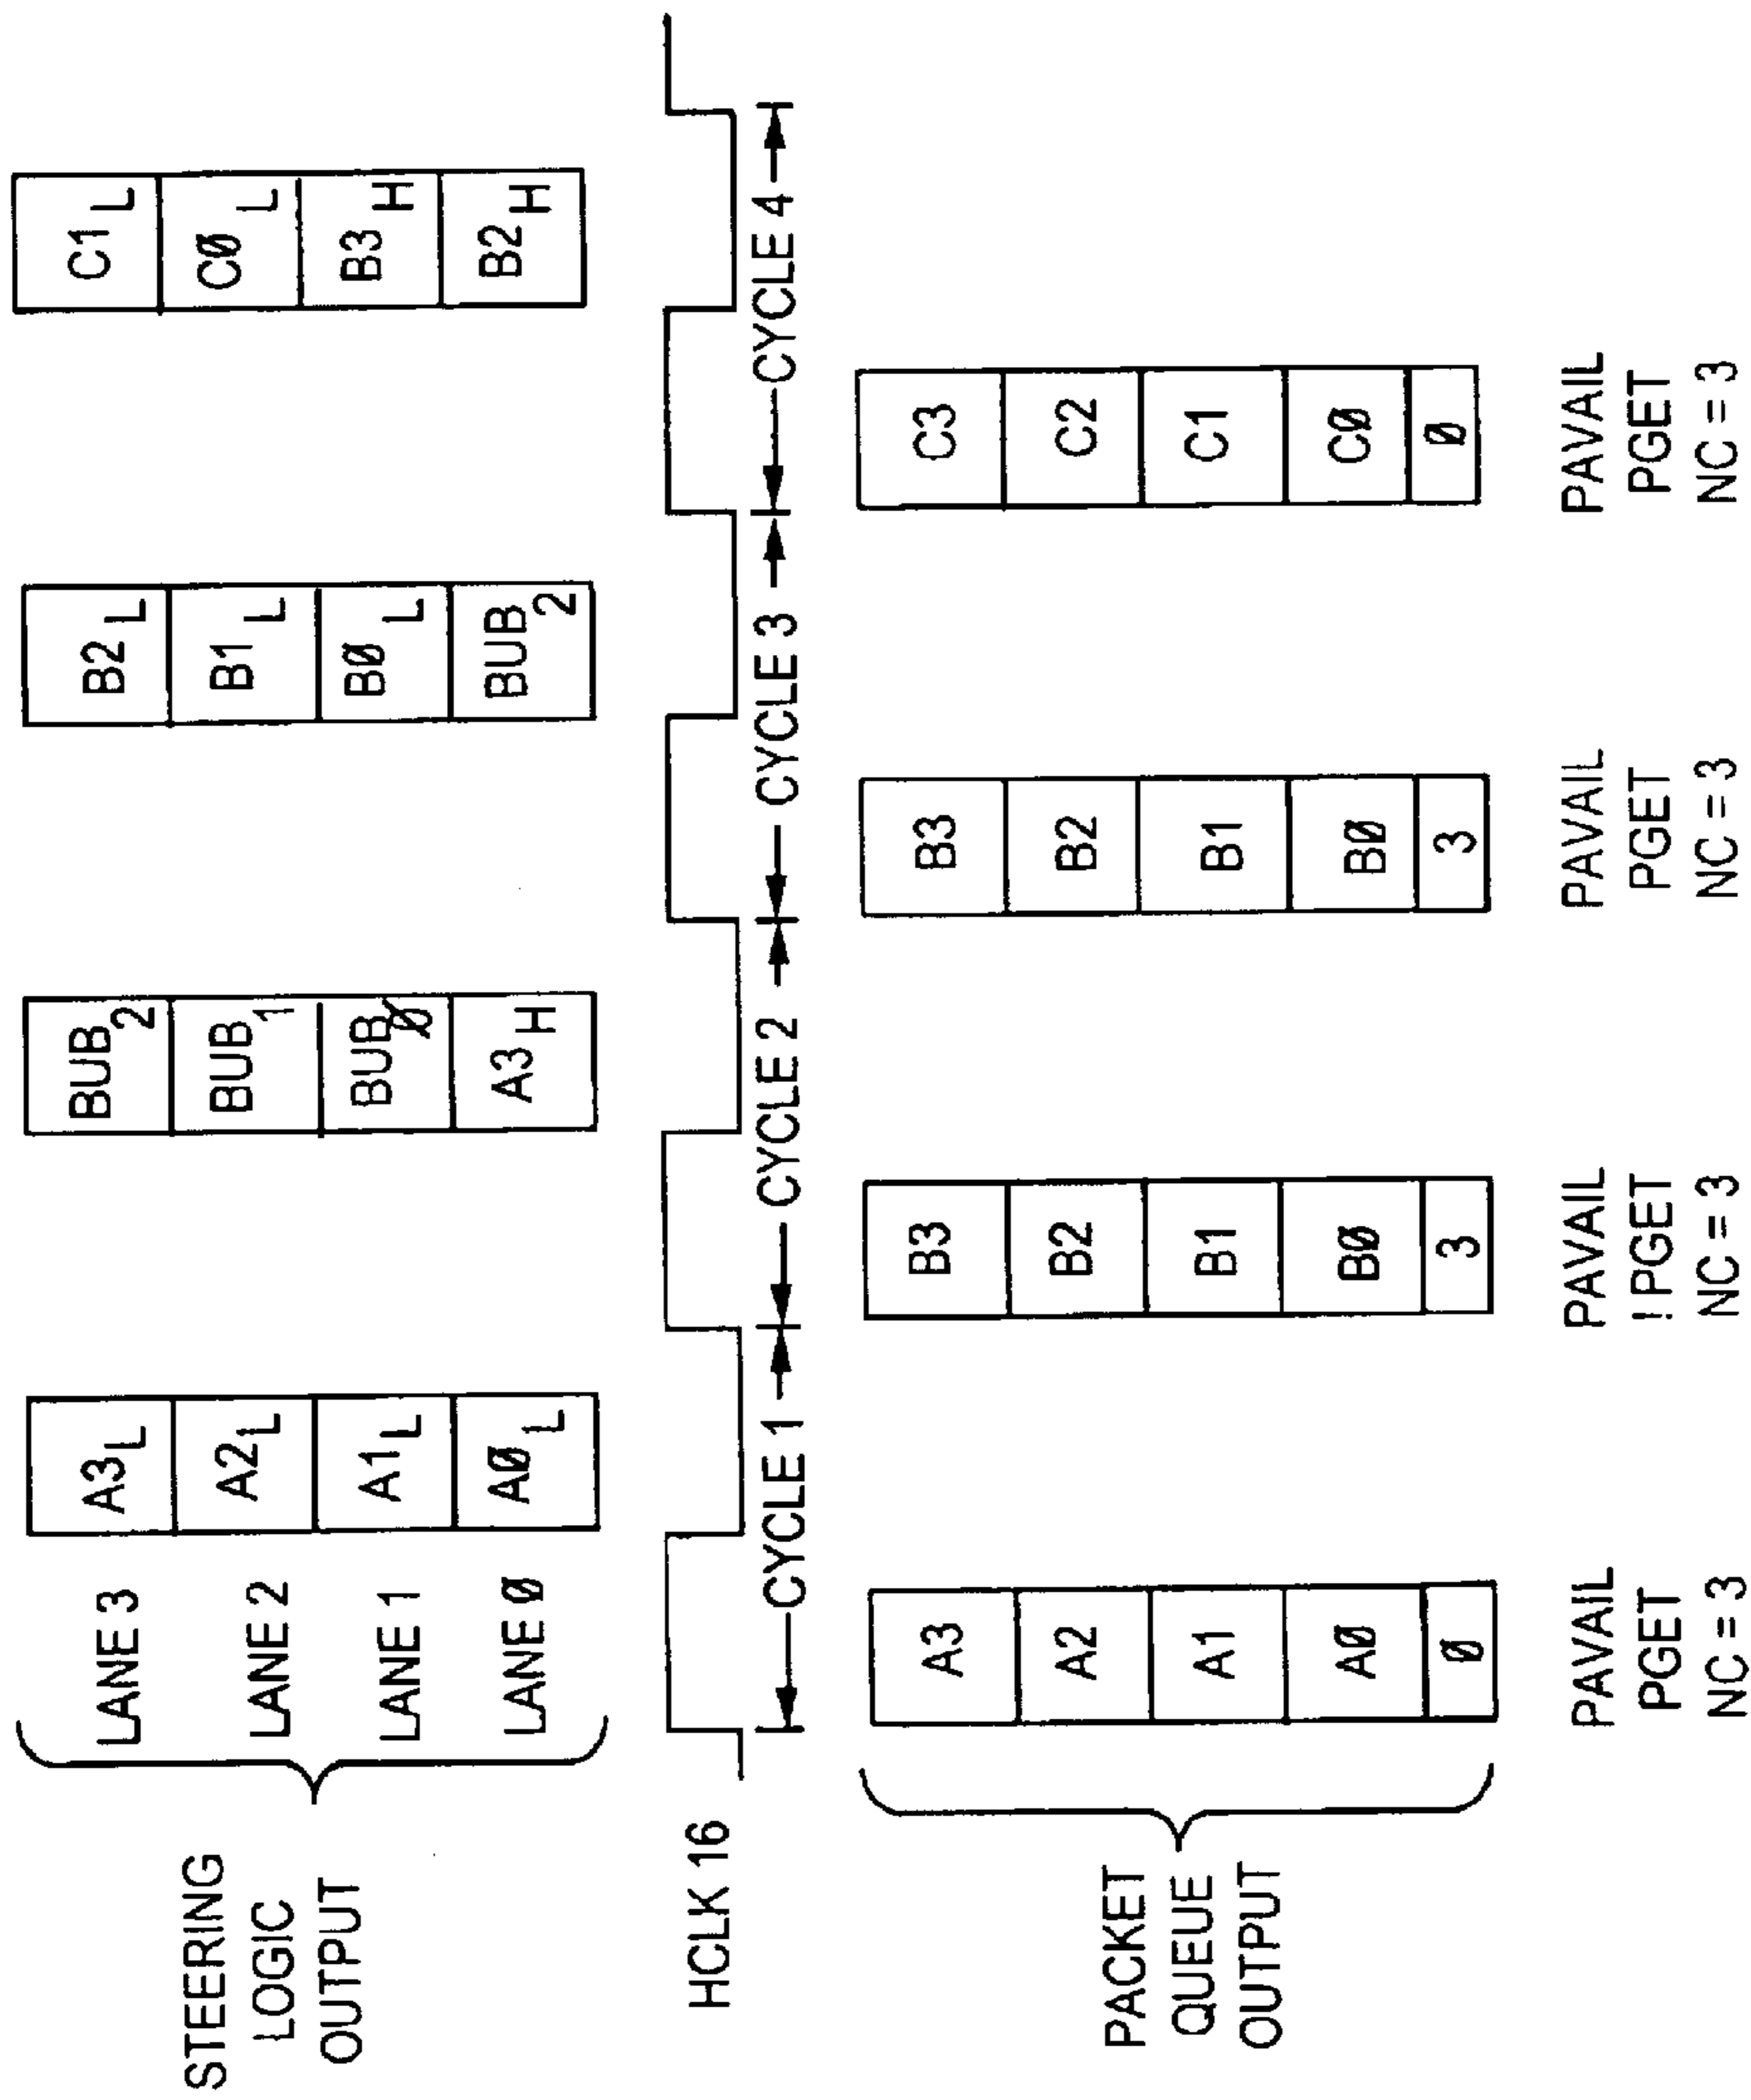 STEERING
LOGIC
OUTPUT
LANE 3
LANE 2
LANE 1
LANE Ø
A3L
A2L
A1L
AØL
BUB2
BUB1
BUBØ
A3H
B2L
B1L
BØL
BUB2
C1L
CØL
B3H
B2H
HCLK 16
CYCLE 1
CYCLE 2
CYCLE 3
CYCLE 4
PACKET
QUEUE
OUTPUT
A3
A2
A1
AØ
Ø
B3
B2
B1
BØ
3
B3
B2
B1
BØ
3
C3
C2
C1
CØ
Ø
PAVAIL
PGET
NC = 3
PAVAIL
!PGET
NC = 3
PAVAIL
PGET
NC = 3
PAVAIL
PGET
NC = 3